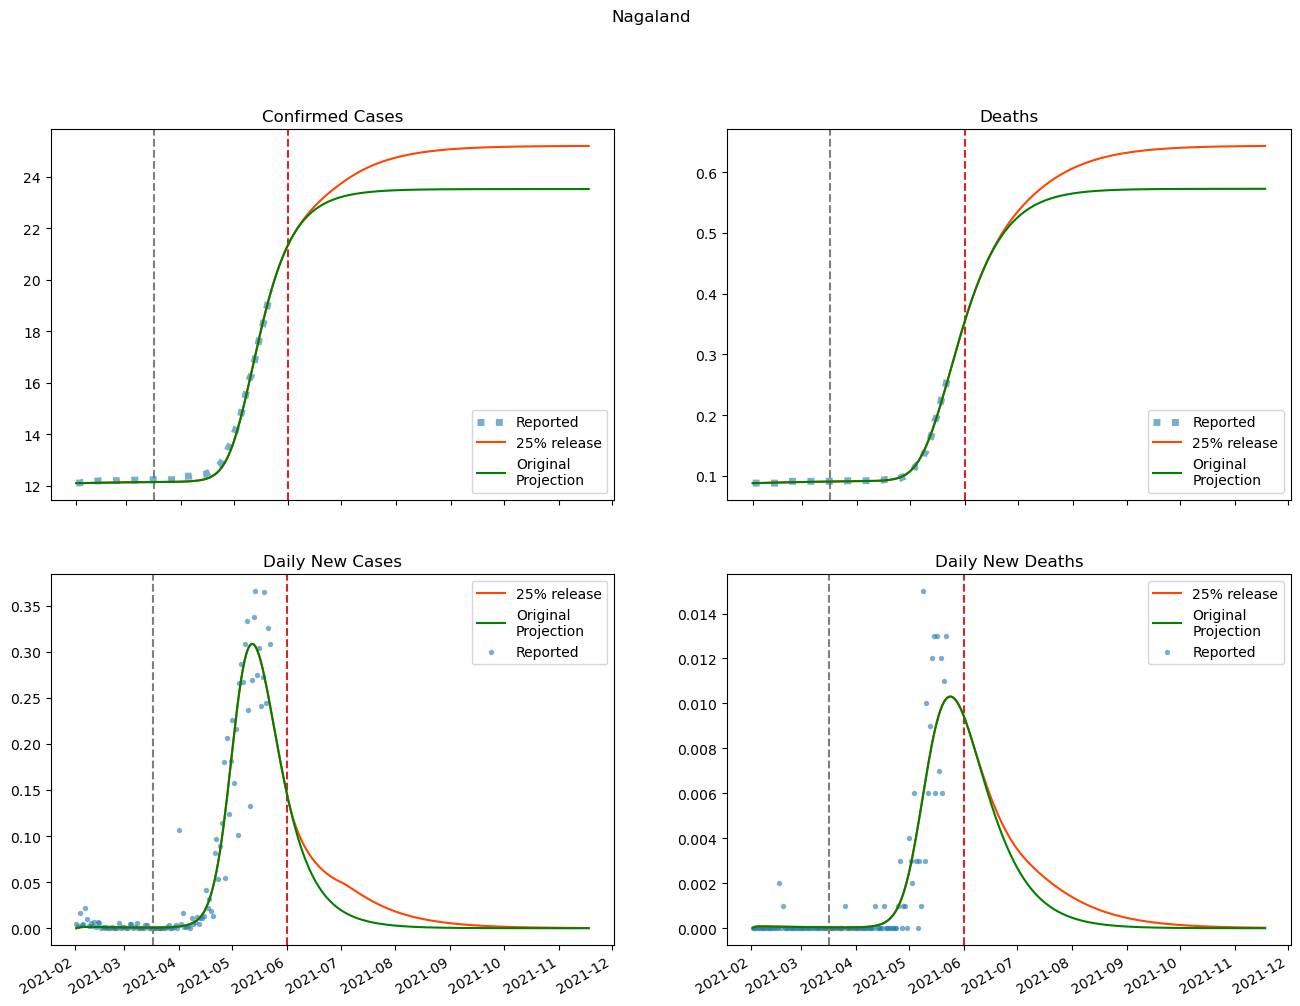 Nagaland
Confirmed Cases
24
22
20
18
16
14
12
Reported
25% release
Original
Projection
Deaths
0.6
0.5
0.4
0.3
0.2
0.1
Reported
25% release
Original
Projection
Daily New Cases
0.35
0.30
0.25
0.20
0.15
0.10
0.05
0.00
25% release
Original
Projection
Reported
2021-02
2021-03
2021-04
2021-05
2021-06
2021-07
2021-08
2021-09
2021-10
2021-11
2021-12
Daily New Deaths
0.014
0.012
0.010
0.008
0.006
0.004
0.002
0.000
25% release
Original
Projection
Reported
2021-02
2021-03
2021-04
2021-05
2021-06
2021-07
2021-08
2021-09
2021-10
2021-11
2021-12